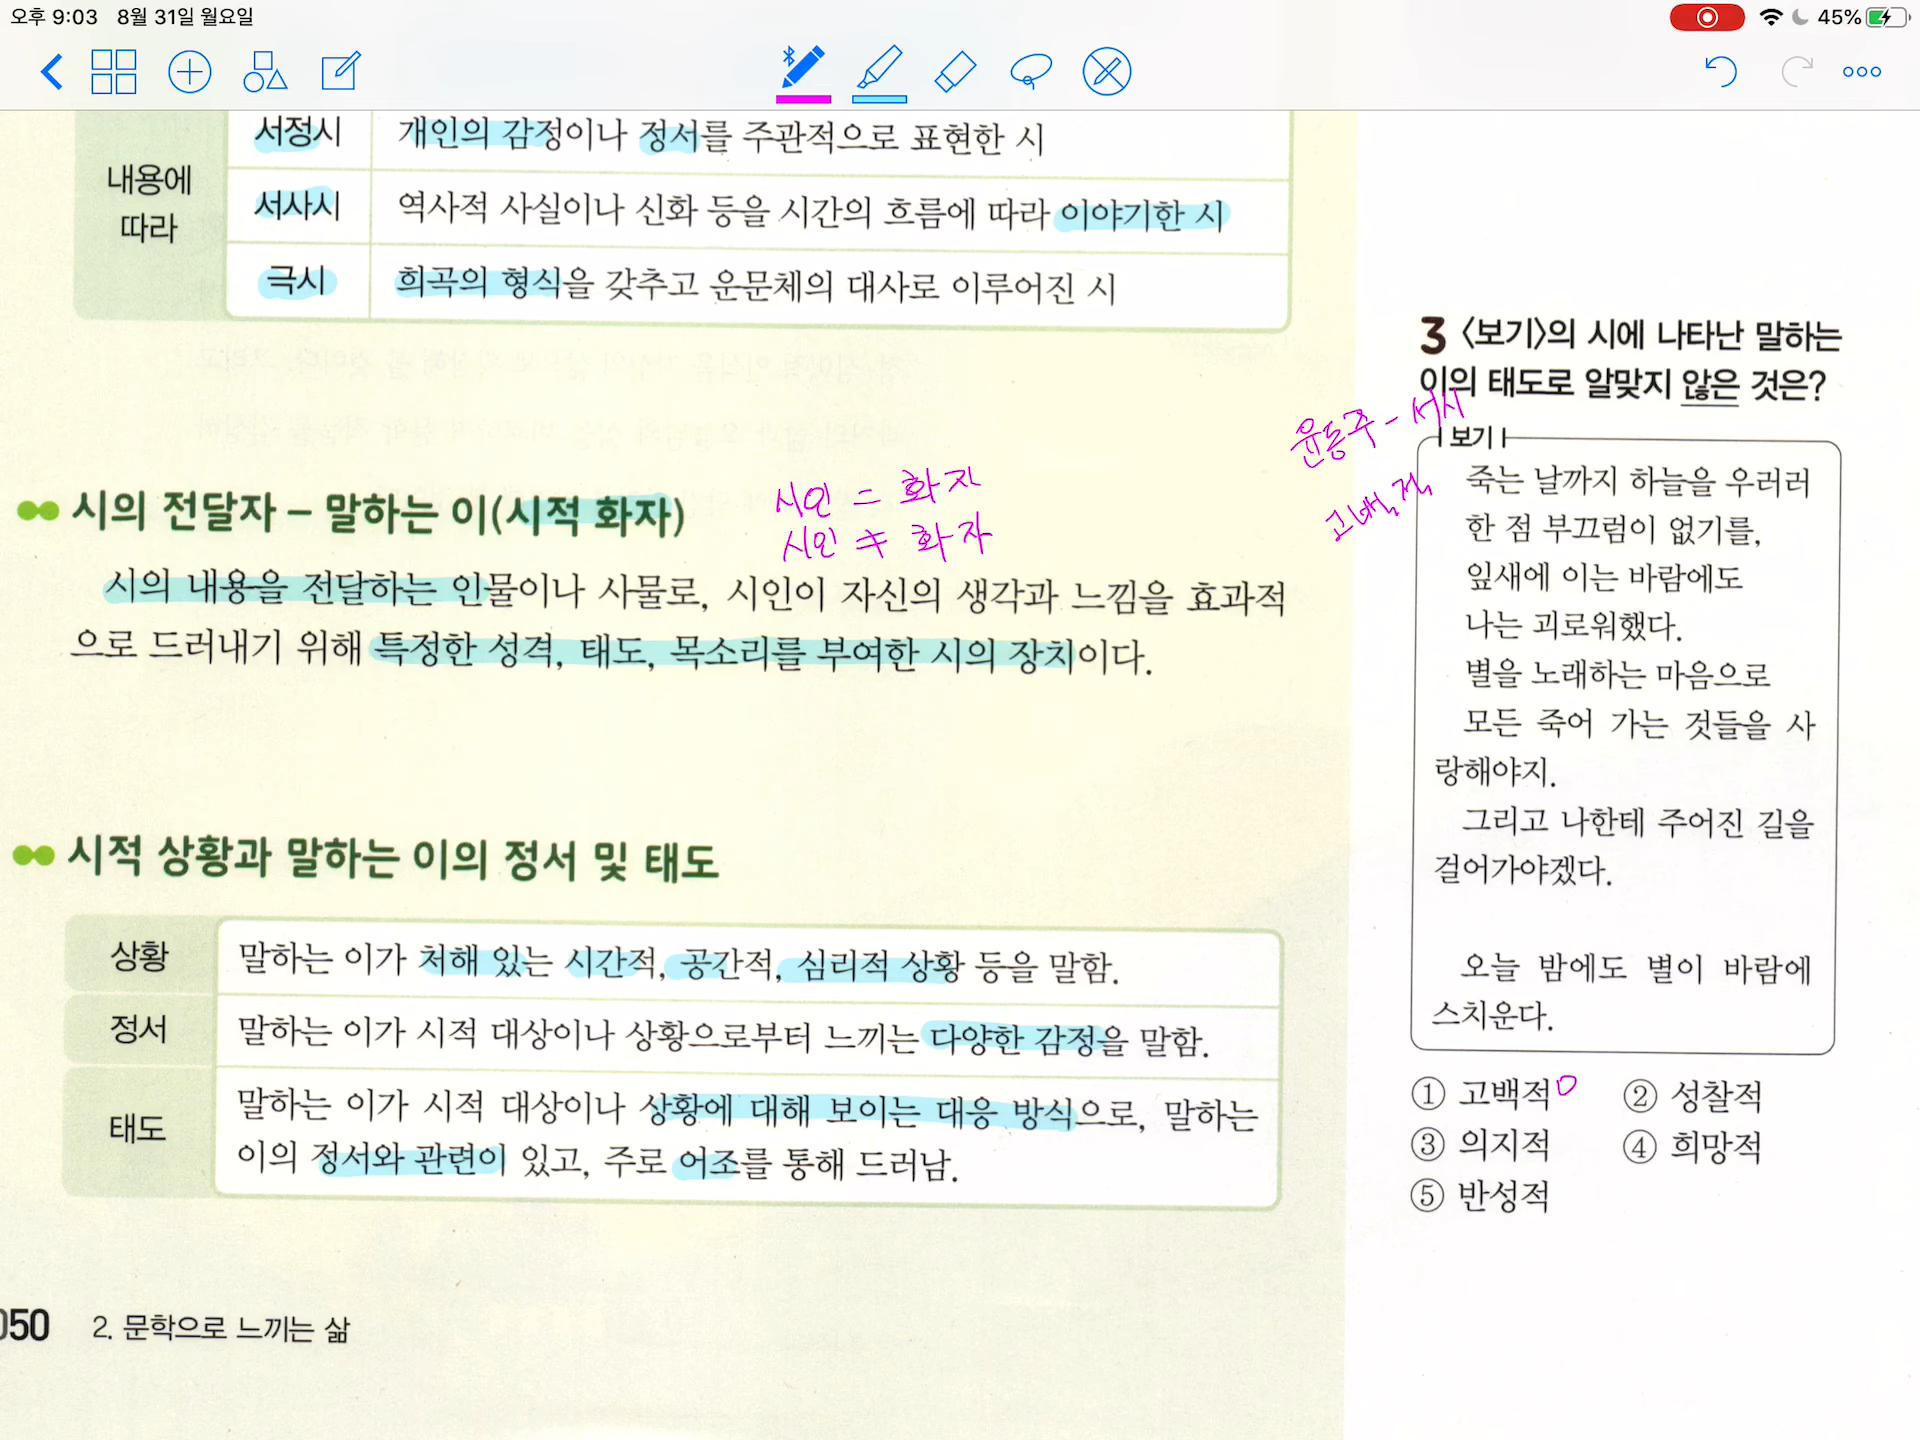 오후 9:03 8월 31일 월요일
45%
내용에
따라
서정시 개인의 감정이나 정서를 주관적으로 표현한 시
서사시 역사적 사실이나 신화 등을 시간의 흐름에 따라 이야기한 시
극시 희곡의 형식을 갖추고 운문체의 대사로 이루어진 시
시의 전달자 – 말하는 이(시적 화자)
시인 = 화자
시인 ≠ 화자
시의 내용을 전달하는 인물이나 사물로, 시인이 자신의 생각과 느낌을 효과적
으로 드러내기 위해 특정한 성격, 태도, 목소리를 부여한 시의 장치이다.
시적 상황과 말하는 이의 정서 및 태도
상황 말하는 이가 처해 있는 시간적, 공간적, 심리적 상황 등을 말함.
정서 말하는 이가 시적 대상이나 상황으로부터 느끼는 다양한 감정을 말함.
태도 말하는 이가 시적 대상이나 상황에 대해 보이는 대응 방식으로, 말하는
이의 정서와 관련이 있고, 주로 어조를 통해 드러남.
050 2. 문학으로 느끼는 삶
3 〈보기〉의 시에 나타난 말하는
이의 태도로 알맞지 않은 것은?
윤동주 - 서시
고백적
보기
죽는 날까지 하늘을 우러러
한 점 부끄럼이 없기를,
잎새에 이는 바람에도
나는 괴로워했다.
별을 노래하는 마음으로
모든 죽어 가는 것들을 사
랑해야지.
그리고 나한테 주어진 길을
걸어가야겠다.
오늘 밤에도 별이 바람에
스치운다.
① 고백적 ② 성찰적
③ 의지적 ④ 희망적
⑤ 반성적